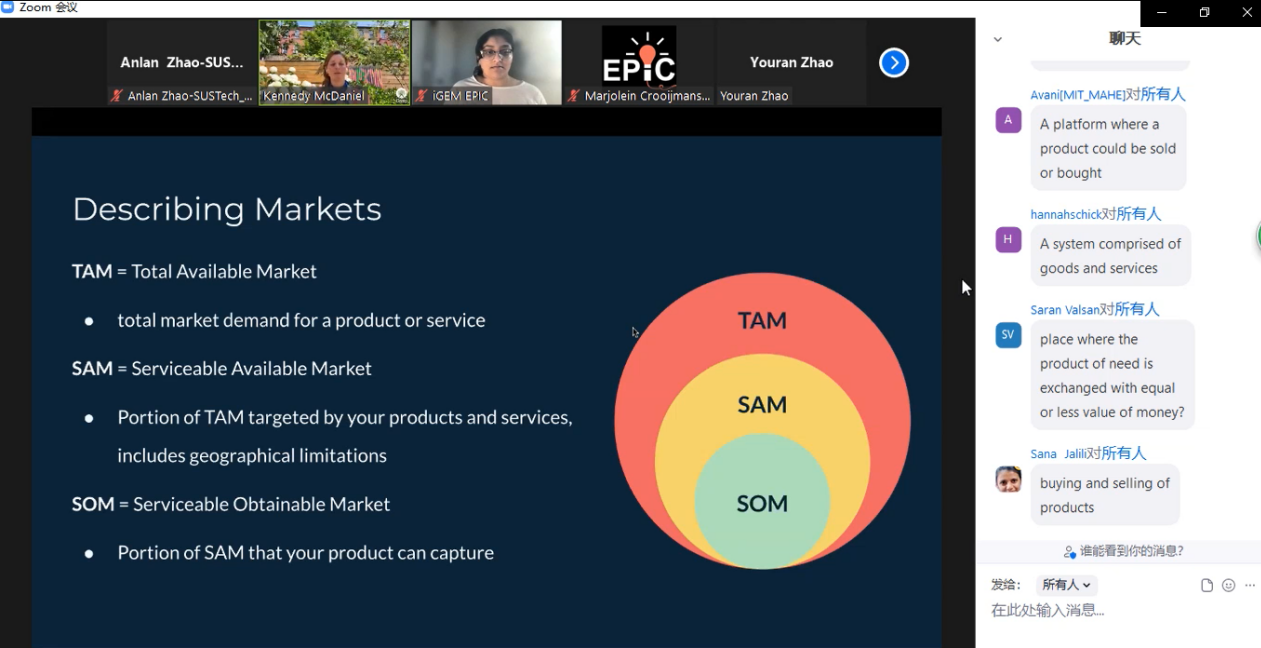 Zoom 会议
Anlan Zhao-SUS...
Anlan Zhao-SUSTech_...
Kennedy McDaniel
iGEM EPIC
EPIC
Marjolein Crooijmans...
Youran Zhao
Youran Zhao
Describing Markets
TAM = Total Available Market
● total market demand for a product or service
SAM = Serviceable Available Market
● Portion of TAM targeted by your products and services,
includes geographical limitations
SOM = Serviceable Obtainable Market
● Portion of SAM that your product can capture
TAM
SAM
SOM
聊天
Avani[MIT_MAHE]对所有人
A
A platform where a
product could be sold
or bought
hannahschick对所有人
H
A system comprised of
goods and services
Saran Valsan对所有人
SV
place where the
product of need is
exchanged with equal
or less value of money?
Sana Jalili对所有人
buying and selling of
products
谁能看到你的消息?
发给: 所有人
在此处输入消息...